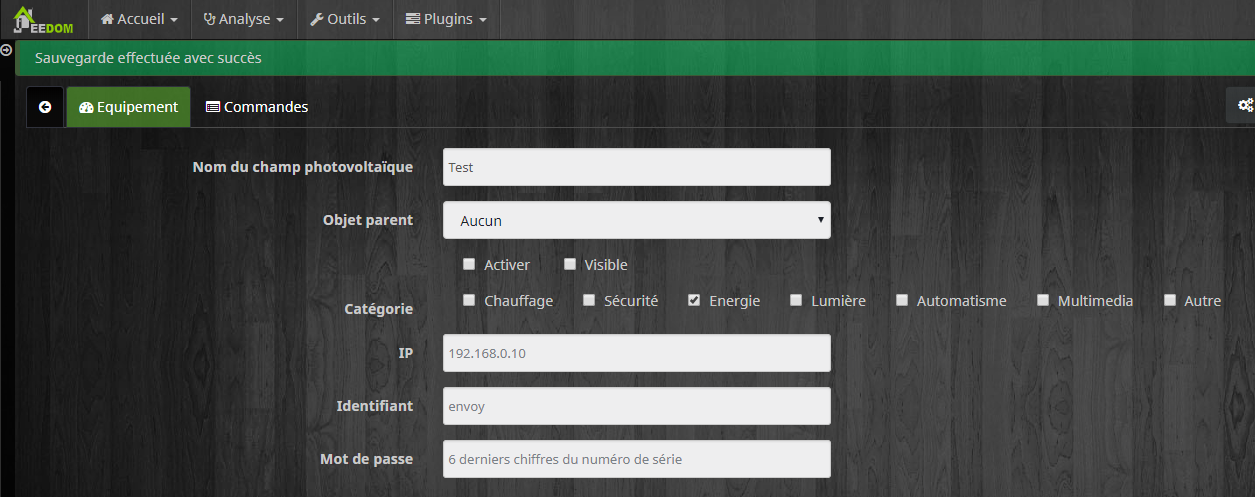 JEEDOM Accueil Analyse Outils Plugins
Sauvegarde effectuée avec succès
Equipement Commandes
Nom du champ photovoltaïque Test
Objet parent Aucun
Activer Visible
Catégorie Chauffage Sécurité Energie Lumière Automatisme Multimedia Autre
IP 192.168.0.10
Identifiant envoy
Mot de passe 6 derniers chiffres du numéro de série